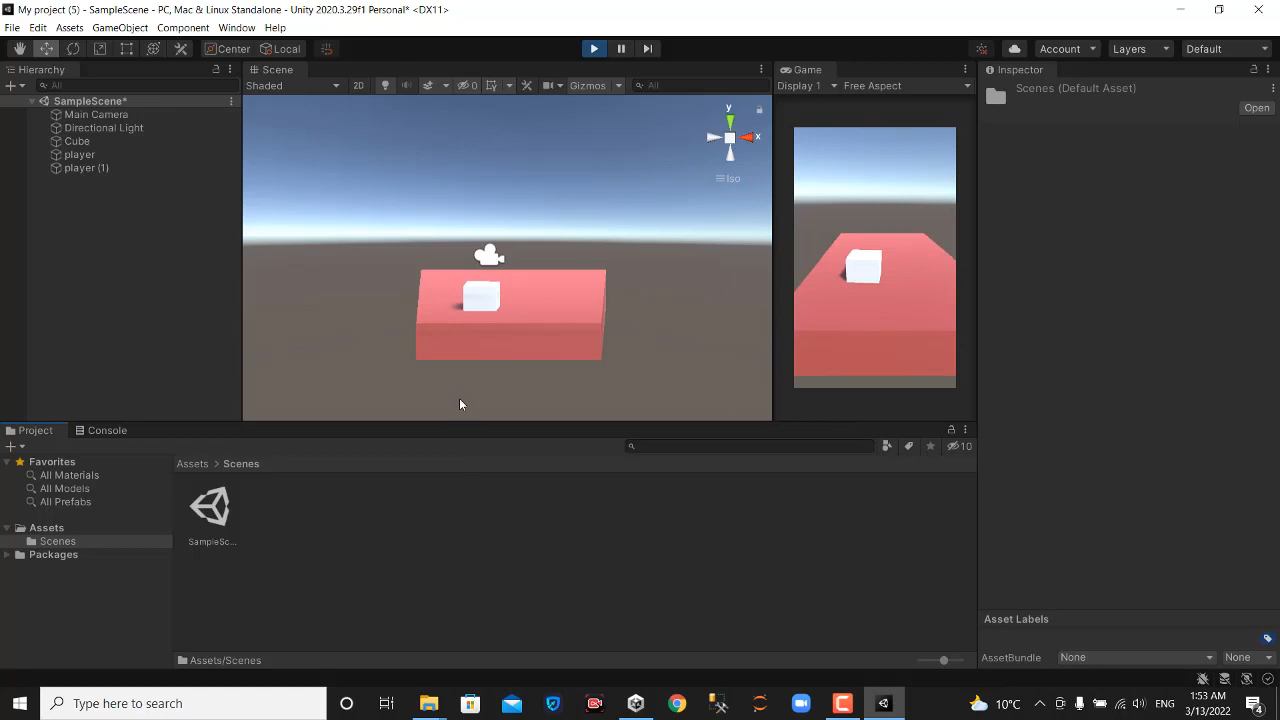 My project (5) - SampleScene - PC, Mac & Linux Standalone - Unity 2020.3.29f1 Personal* <DX11>
File Edit Assets GameObject Component Window Help
Center Local Account Layers Default
Hierarchy Scene Game Inspector
All Shaded 2D 0 Gizmos All Display 1 Free Aspect Scenes (Default Asset)
Open
SampleScene*
Main Camera
Directional Light
Cube
player
player (1)
y
x
Iso
Project Console
10
Favorites
All Materials
All Models
All Prefabs
Assets
Scenes
Packages
Assets > Scenes
SampleSc...
Assets/Scenes
Asset Labels
AssetBundle None None
Type here to search
10°C
1:53 AM
3/13/2022
4